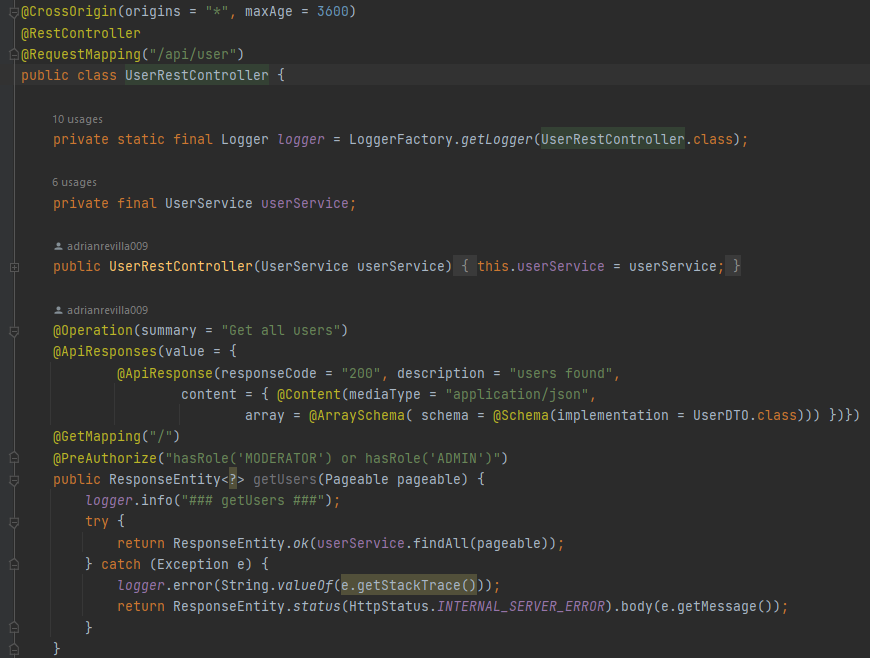 @CrossOrigin(origins = "*", maxAge = 3600)
@RestController
@RequestMapping("/api/user")
public class UserRestController {
10 usages
private static final Logger logger = LoggerFactory.getLogger(UserRestController.class);
6 usages
private final UserService userService;
adrianrevilla009
public UserRestController(UserService userService) { this.userService = userService; }
adrianrevilla009
@Operation(summary = "Get all users")
@ApiResponses(value = {
@ApiResponse(responseCode = "200", description = "users found",
content = { @Content(mediaType = "application/json",
array = @ArraySchema( schema = @Schema(implementation = UserDTO.class))) })})
@GetMapping("/")
@PreAuthorize("hasRole('MODERATOR') or hasRole('ADMIN')")
public ResponseEntity<?> getUsers(Pageable pageable) {
logger.info("### getUsers ###");
try {
return ResponseEntity.ok(userService.findAll(pageable));
} catch (Exception e) {
logger.error(String.valueOf(e.getStackTrace()));
return ResponseEntity.status(HttpStatus.INTERNAL_SERVER_ERROR).body(e.getMessage());
}
}